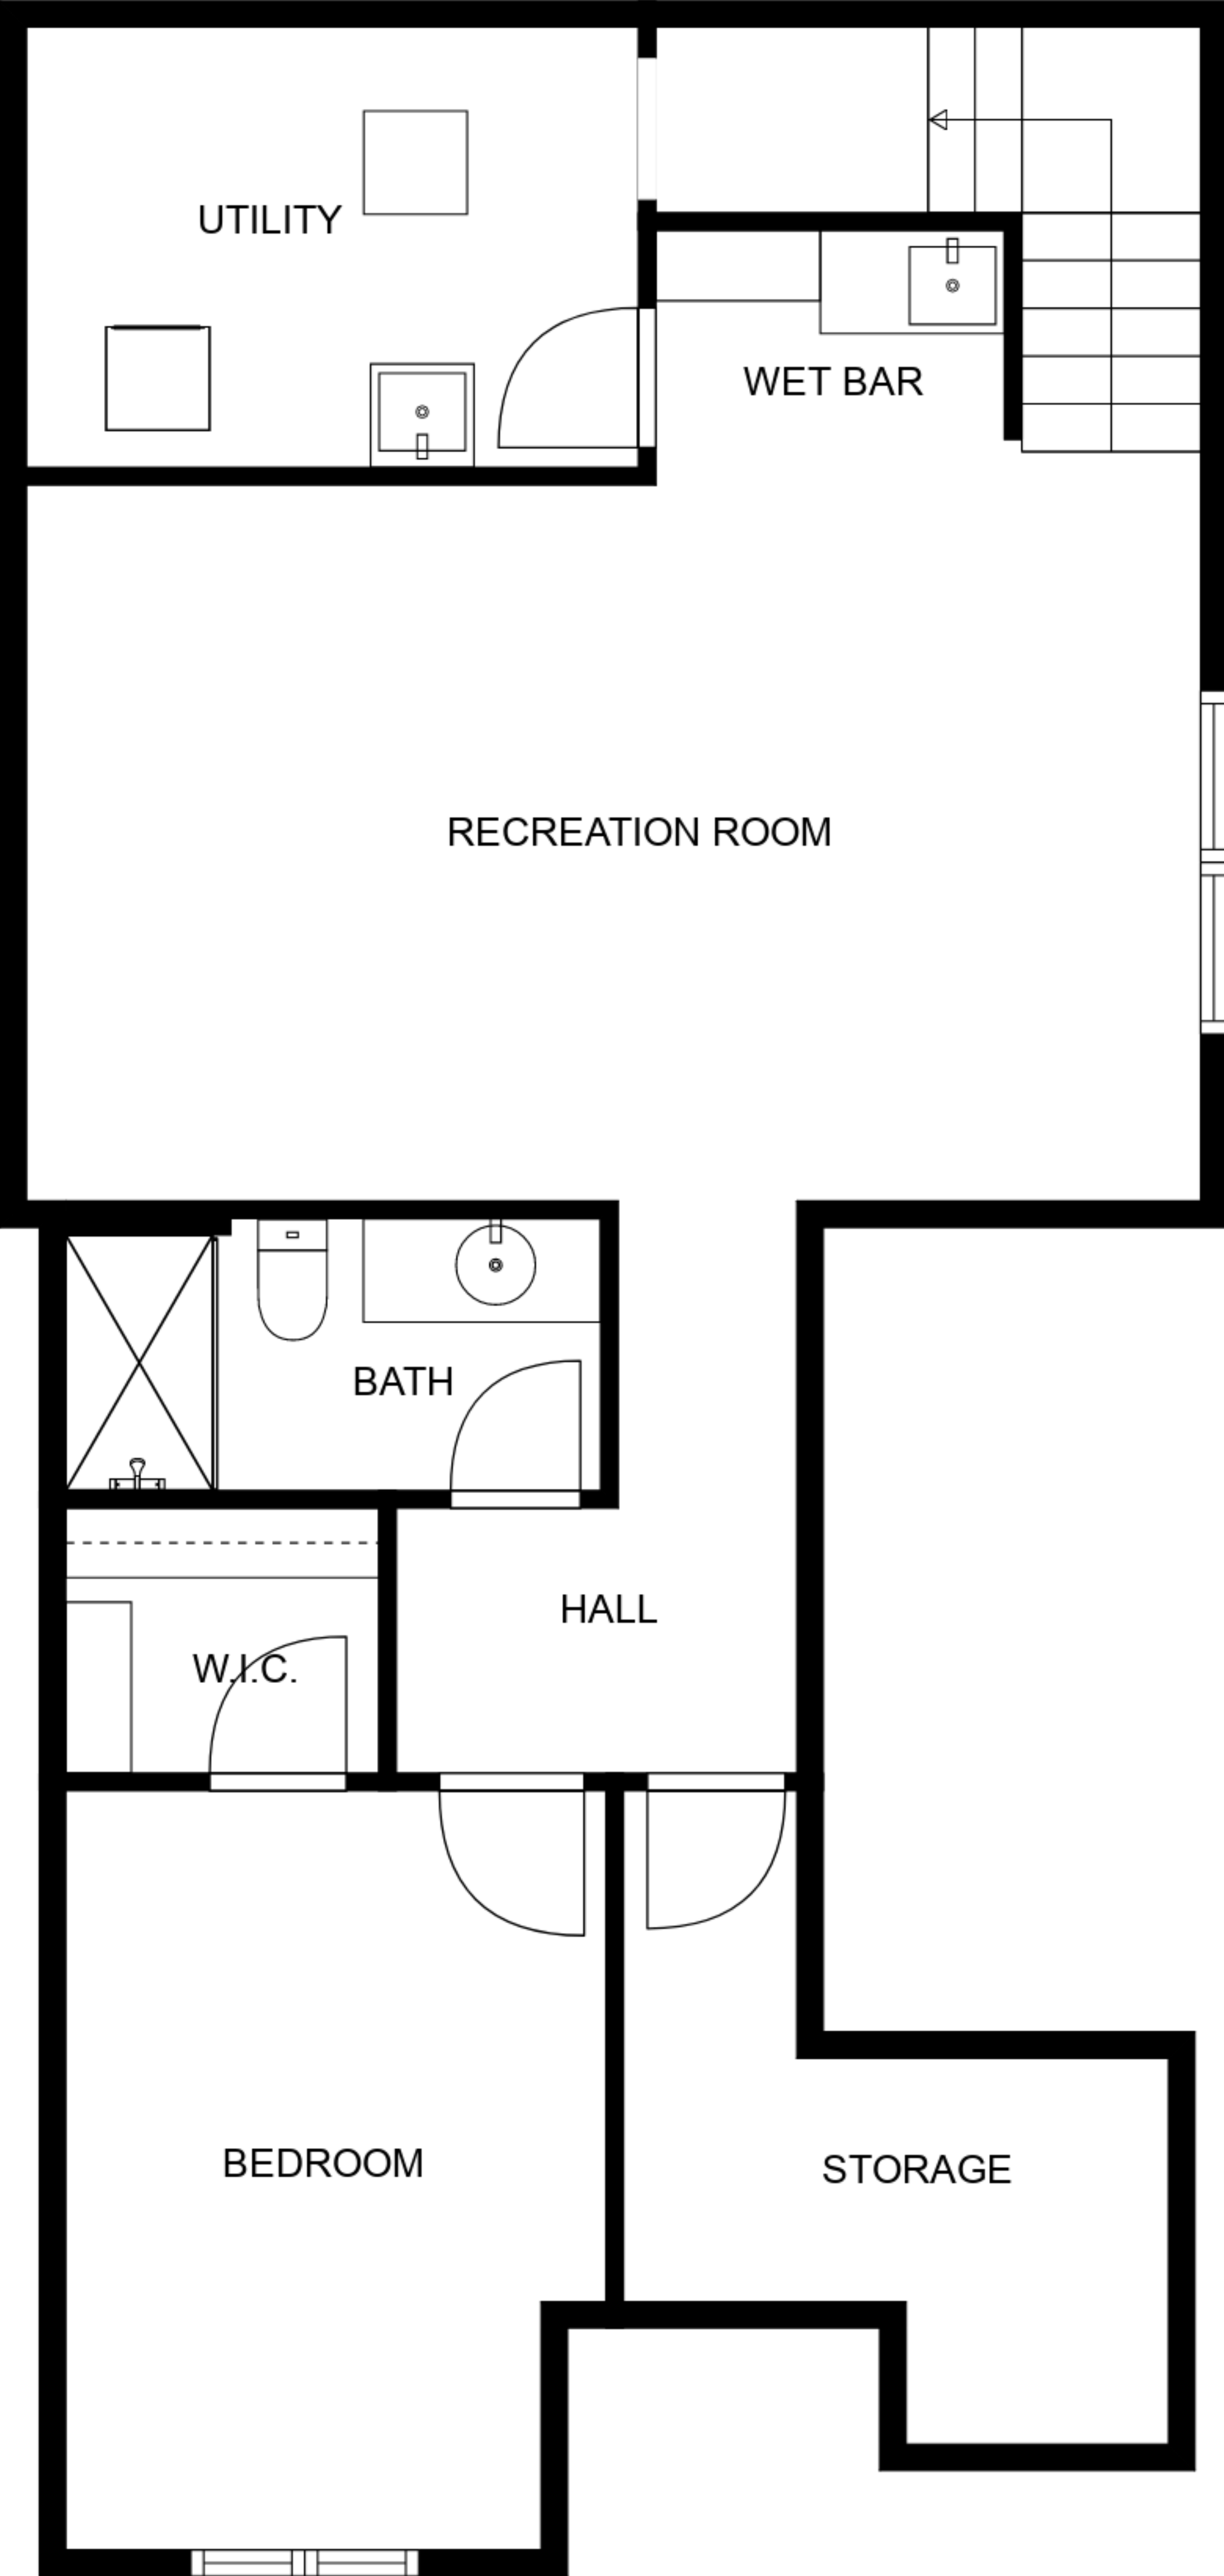 UTILITY
WET BAR
RECREATION ROOM
BATH
HALL
W.I.C.
BEDROOM
STORAGE